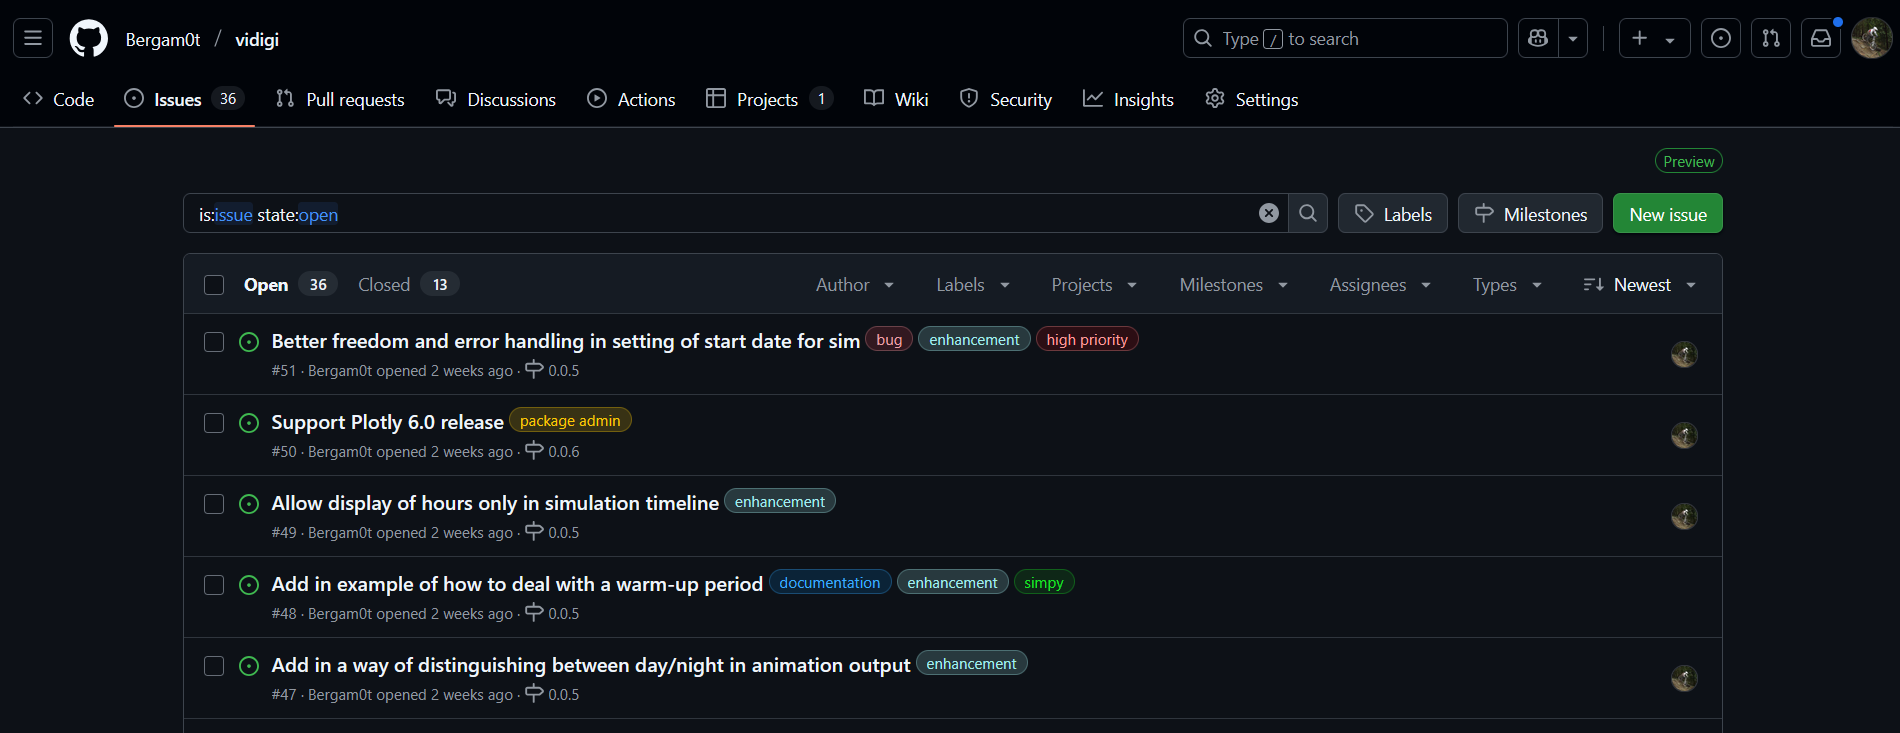 Bergam0t / vidigi
Type / to search
Code
Issues 36
Pull requests
Discussions
Actions
Projects 1
Wiki
Security
Insights
Settings
Preview
is:issue state:open
Labels
Milestones
New issue
Open 36 Closed 13
Author Labels Projects Milestones Assignees Types Newest
Better freedom and error handling in setting of start date for sim bug enhancement high priority
#51 · Bergam0t opened 2 weeks ago · 0.0.5
Support Plotly 6.0 release package admin
#50 · Bergam0t opened 2 weeks ago · 0.0.6
Allow display of hours only in simulation timeline enhancement
#49 · Bergam0t opened 2 weeks ago · 0.0.5
Add in example of how to deal with a warm-up period documentation enhancement simpy
#48 · Bergam0t opened 2 weeks ago · 0.0.5
Add in a way of distinguishing between day/night in animation output enhancement
#47 · Bergam0t opened 2 weeks ago · 0.0.5